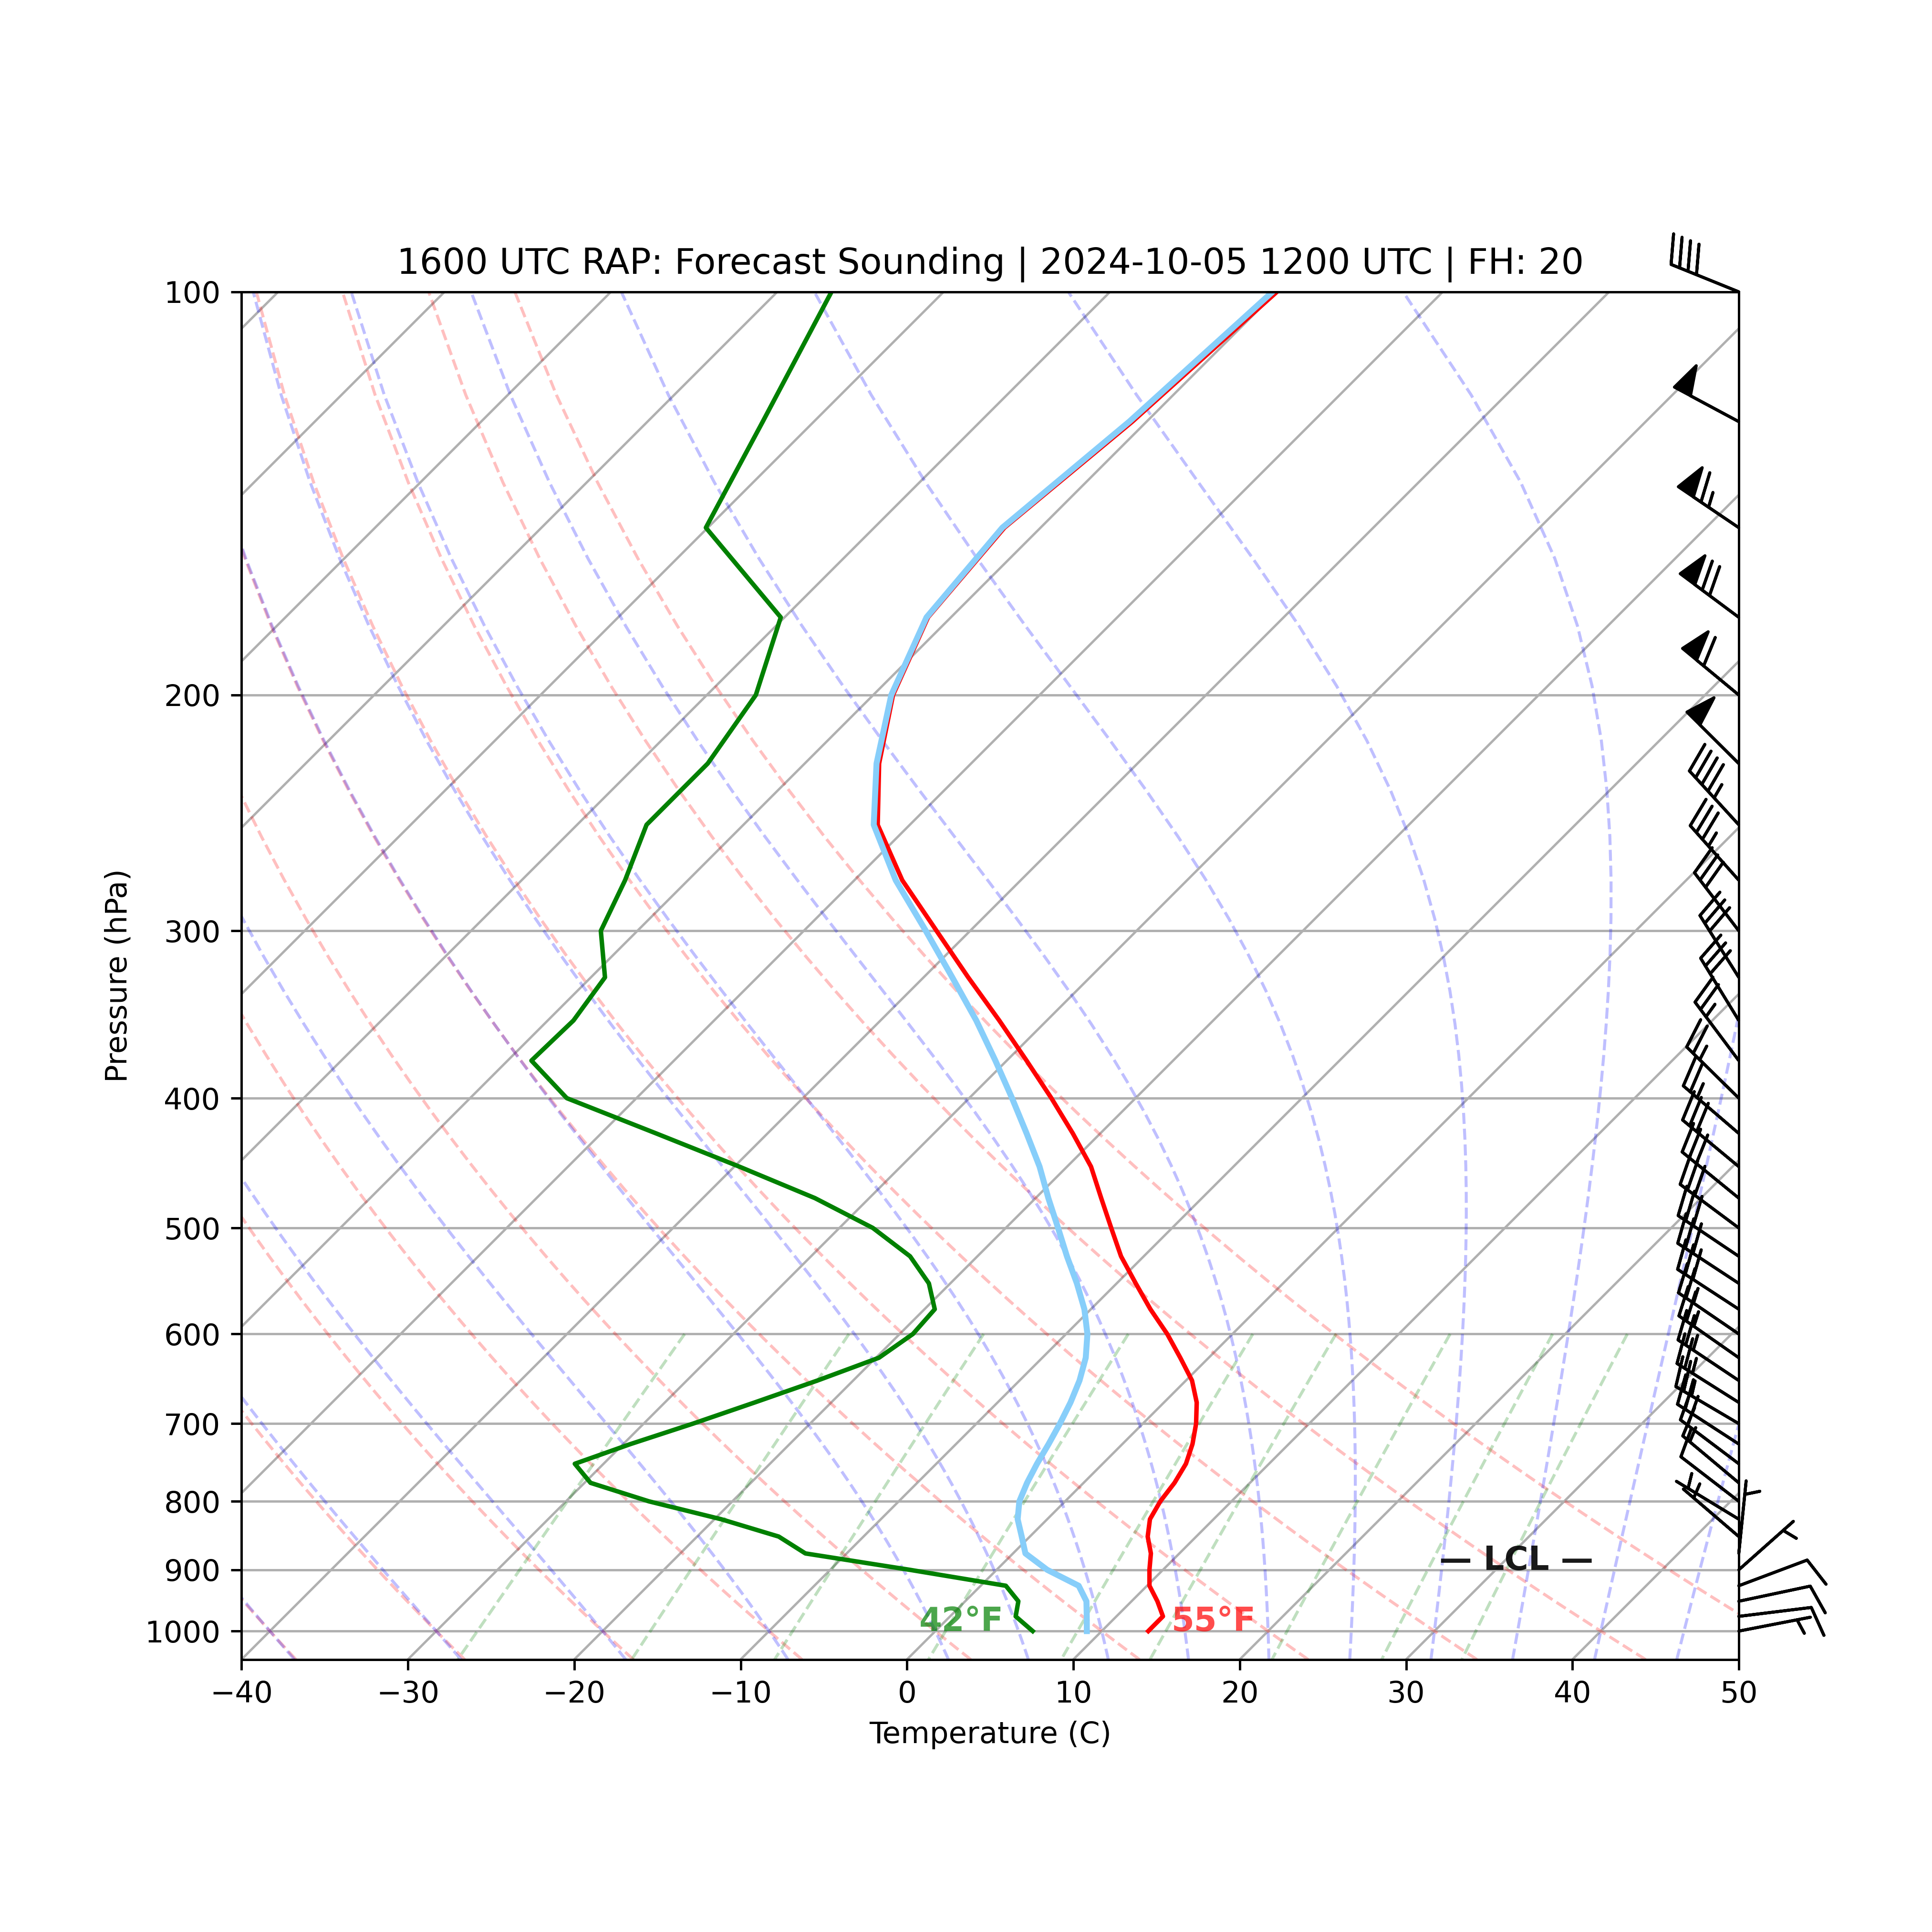 1600 UTC RAP: Forecast Sounding | 2024-10-05 1200 UTC | FH: 20
100
200
300
400
500
600
700
800
900
1000
Pressure (hPa)
— LCL —
42°F
55°F
−40 −30 −20 −10 0 10 20 30 40 50
Temperature (C)